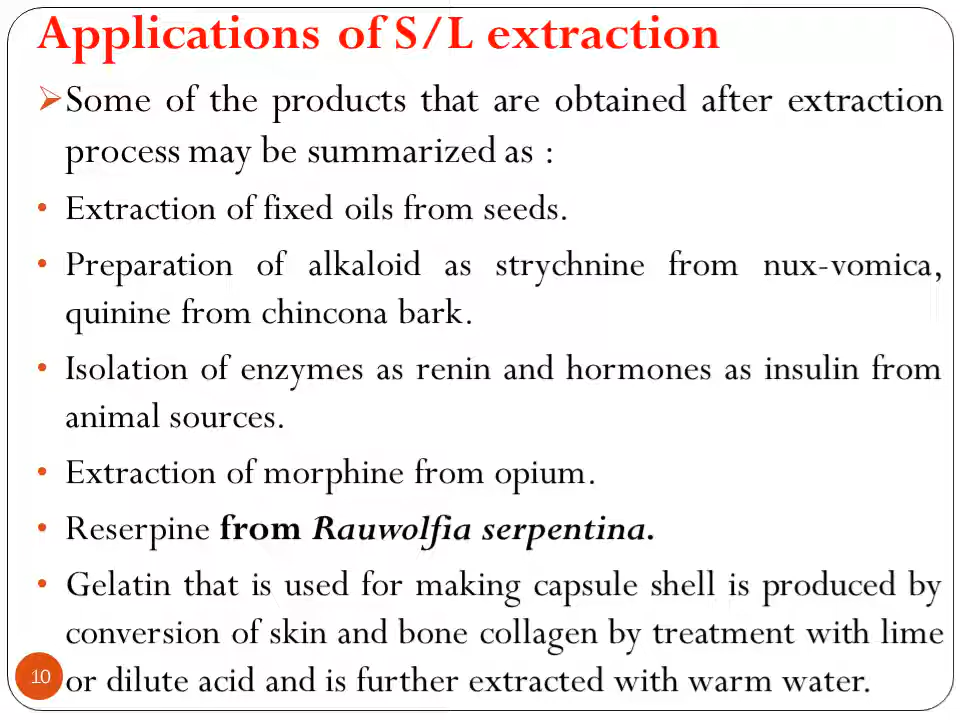 Applications of S/L extraction
➢Some of the products that are obtained after extraction
process may be summarized as :
• Extraction of fixed oils from seeds.
• Preparation of alkaloid as strychnine from nux-vomica,
quinine from chincona bark.
• Isolation of enzymes as renin and hormones as insulin from
animal sources.
• Extraction of morphine from opium.
• Reserpine from Rauwolfia serpentina.
• Gelatin that is used for making capsule shell is produced by
conversion of skin and bone collagen by treatment with lime
or dilute acid and is further extracted with warm water.
10